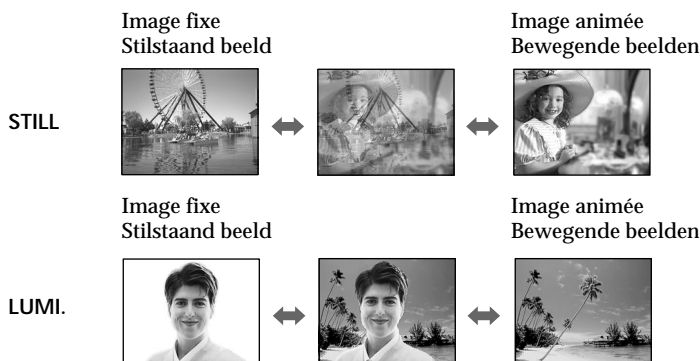 Image fixe
Stilstaand beeld
Image animée
Bewegende beelden
STILL
Image fixe
Stilstaand beeld
Image animée
Bewegende beelden
LUMI.